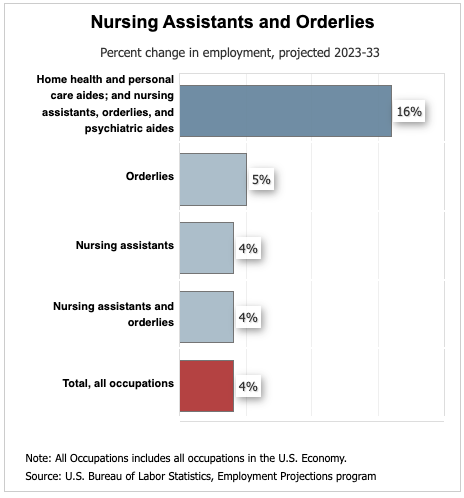 Nursing Assistants and Orderlies
Percent change in employment, projected 2023-33
Home health and personal
care aides; and nursing
assistants, orderlies, and
psychiatric aides
16%
Orderlies
5%
Nursing assistants
4%
Nursing assistants and
orderlies
4%
Total, all occupations
4%
Note: All Occupations includes all occupations in the U.S. Economy.
Source: U.S. Bureau of Labor Statistics, Employment Projections program